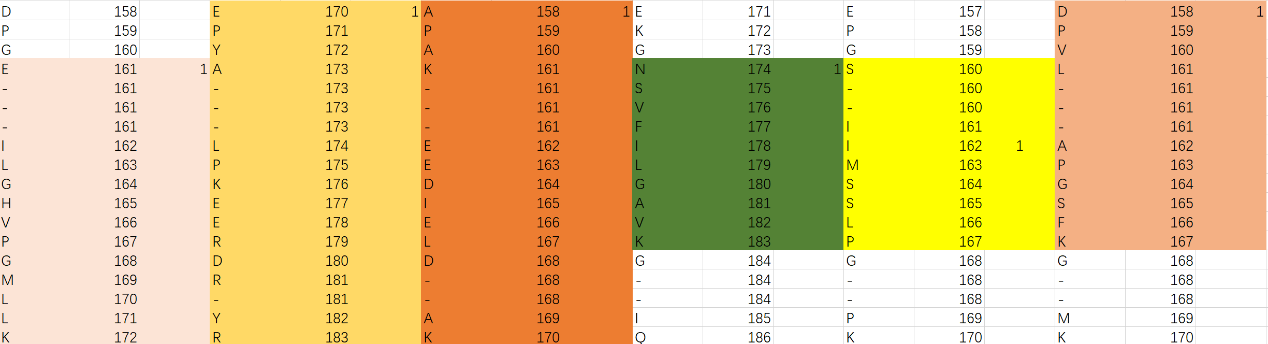 D 158 E 170 1 A 158 1 E 171 E 157 D 158 1
P 159 P 171 P 159 K 172 P 158 P 159
G 160 Y 172 A 160 G 173 G 159 V 160
E 161 1 A 173 K 161 N 174 1 S 160 L 161
- 161 - 173 - 161 S 175 - 160 - 161
- 161 - 173 - 161 V 176 - 160 - 161
- 161 - 173 - 161 F 177 I 161 - 161
I 162 L 174 E 162 I 178 I 162 1 A 162
L 163 P 175 E 163 L 179 M 163 P 163
G 164 K 176 D 164 G 180 S 164 G 164
H 165 E 177 I 165 A 181 S 165 S 165
V 166 E 178 E 166 V 182 L 166 F 166
P 167 R 179 L 167 K 183 P 167 K 167
G 168 D 180 D 168 G 184 G 168 G 168
M 169 R 181 - 168 - 184 - 168 - 168
L 170 - 181 - 168 - 184 - 168 - 168
L 171 Y 182 A 169 I 185 P 169 M 169
K 172 R 183 K 170 Q 186 K 170 K 170